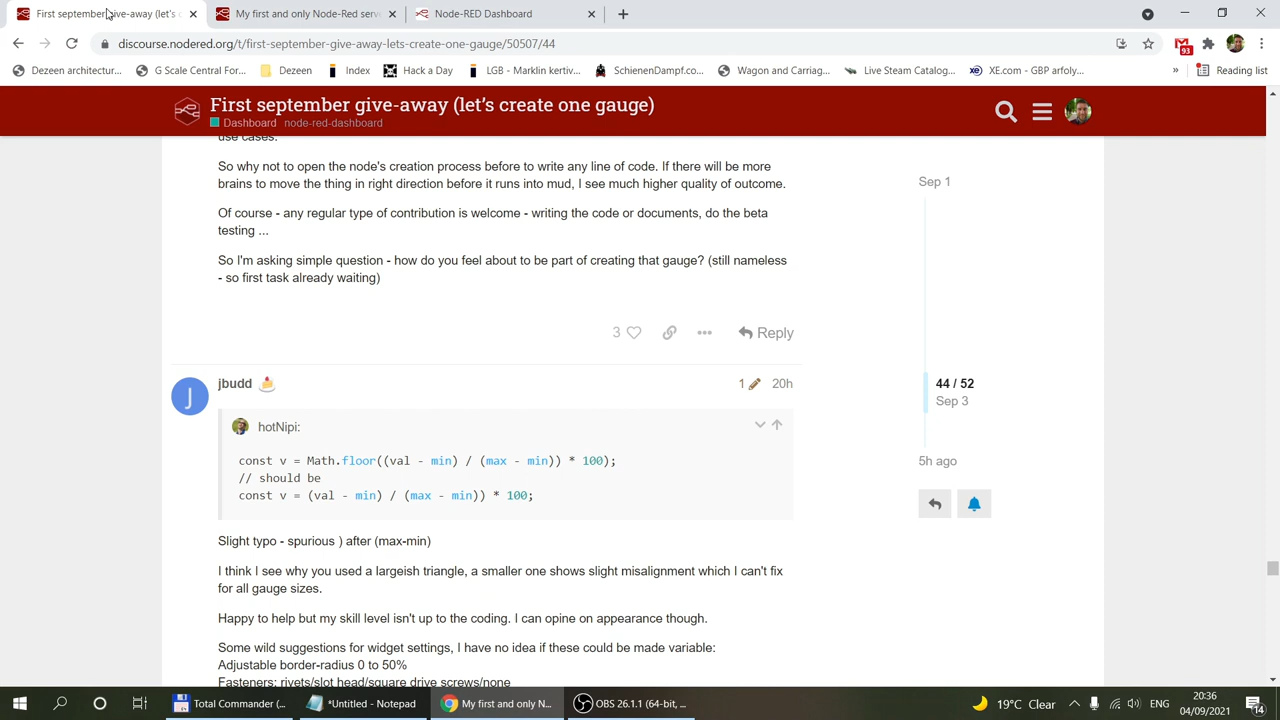 First september give-away (let's c
My first and only Node-Red serv
Node-RED Dashboard
discourse.nodered.org/t/first-september-give-away-lets-create-one-gauge/50507/44
93
Dezeen architectur...
G Scale Central For...
Dezeen
Index
Hack a Day
LGB - Marklin kertiv...
SchienenDampf.co...
Wagon and Carriag...
Live Steam Catalog...
XE.com - GBP arfoly...
»
Reading list
First september give-away (let's create one gauge)
Dashboard node-red-dashboard
use cases.
So why not to open the node's creation process before to write any line of code. If there will be more
brains to move the thing in right direction before it runs into mud, I see much higher quality of outcome.
Of course - any regular type of contribution is welcome - writing the code or documents, do the beta
testing ...
So I'm asking simple question - how do you feel about to be part of creating that gauge? (still nameless
- so first task already waiting)
3
Reply
Sep 1
44 / 52
Sep 3
5h ago
jbudd
1
20h
J
hotNipi:
const v = Math.floor((val - min) / (max - min)) * 100);
// should be
const v = (val - min) / (max - min)) * 100;
Slight typo - spurious ) after (max-min)
I think I see why you used a largeish triangle, a smaller one shows slight misalignment which I can't fix
for all gauge sizes.
Happy to help but my skill level isn't up to the coding. I can opine on appearance though.
Some wild suggestions for widget settings, I have no idea if these could be made variable:
Adjustable border-radius 0 to 50%
Fasteners: rivets/slot head/square drive screws/none
Total Commander (...
*Untitled - Notepad
My first and only N...
OBS 26.1.1 (64-bit, ...
19°C Clear
ENG
20:36
04/09/2021
14